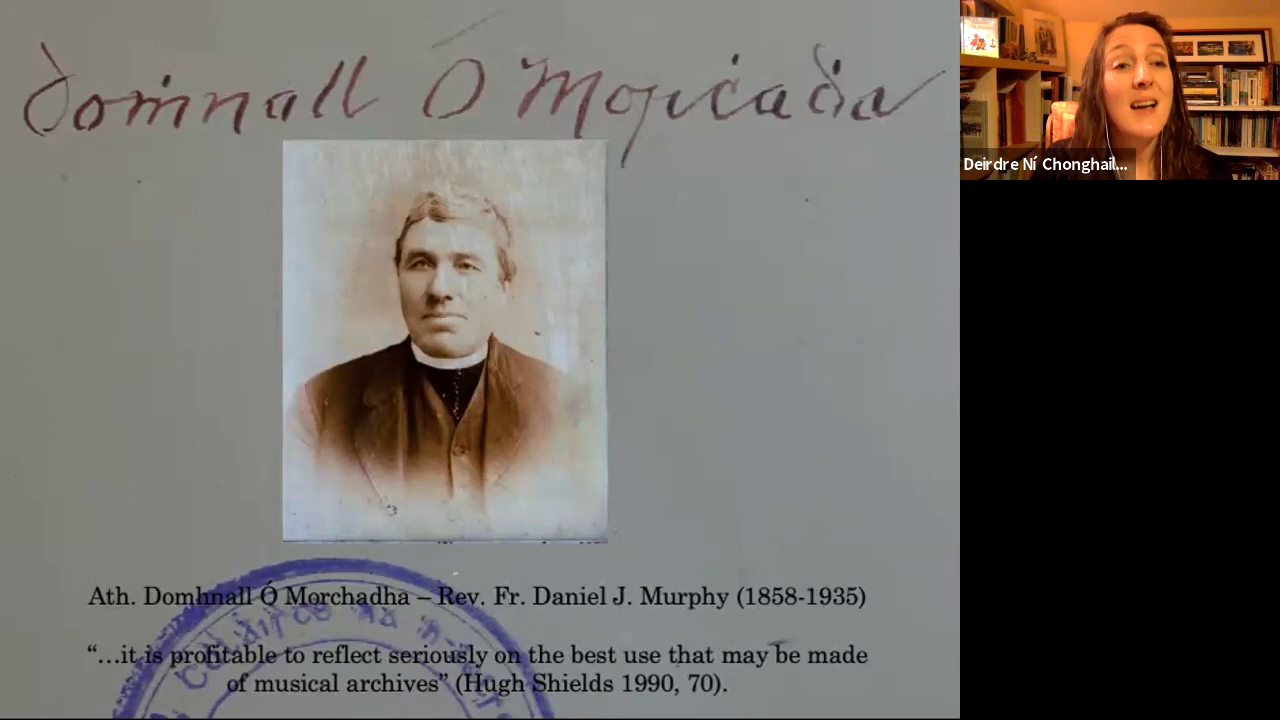 Domhnall Ó Morchadha
Deirdre Ní Chonghail...
Ath. Domhnall Ó Morchadha – Rev. Fr. Daniel J. Murphy (1858-1935)
“…it is profitable to reflect seriously on the best use that may be made
of musical archives” (Hugh Shields 1990, 70).